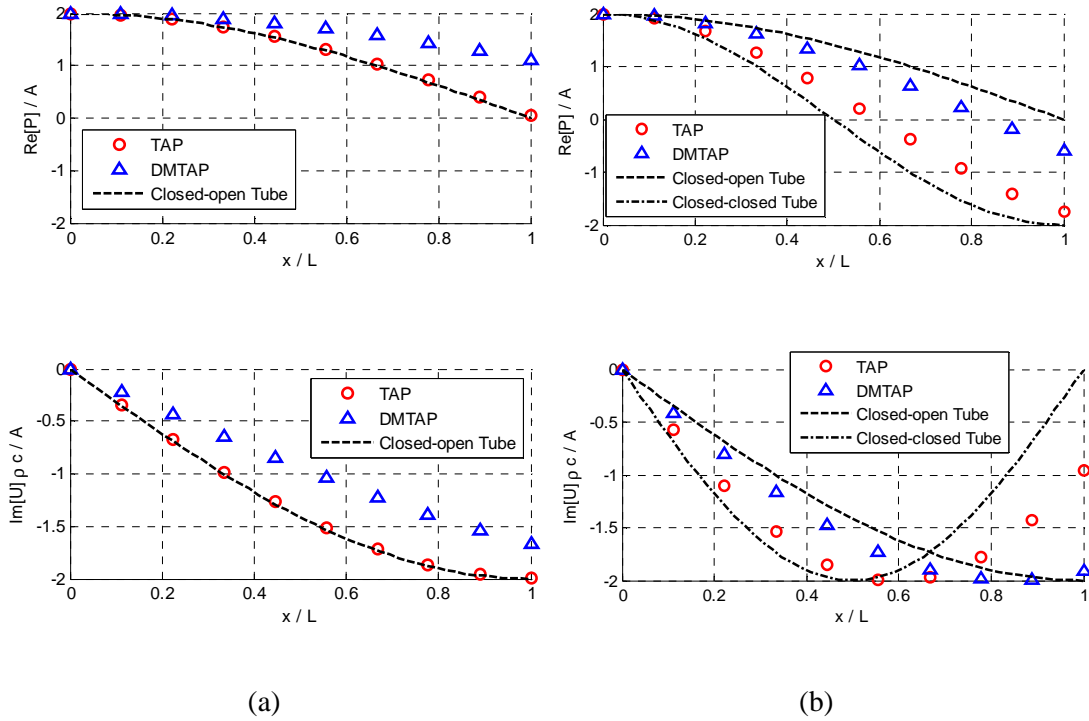 Re[P] / A
2
1
0
-1
-2
0
0.2
0.4
0.6
0.8
1
x / L
TAP
DMTAP
Closed-open Tube
Re[P] / A
2
1
0
-1
-2
0
0.2
0.4
0.6
0.8
1
x / L
TAP
DMTAP
Closed-open Tube
Closed-closed Tube
Im[U] ρ c / A
0
-0.5
-1
-1.5
-2
0
0.2
0.4
0.6
0.8
1
x / L
TAP
DMTAP
Closed-open Tube
Im[U] ρ c / A
0
-0.5
-1
-1.5
-2
0
0.2
0.4
0.6
0.8
1
x / L
TAP
DMTAP
Closed-open Tube
Closed-closed Tube
(a)
(b)